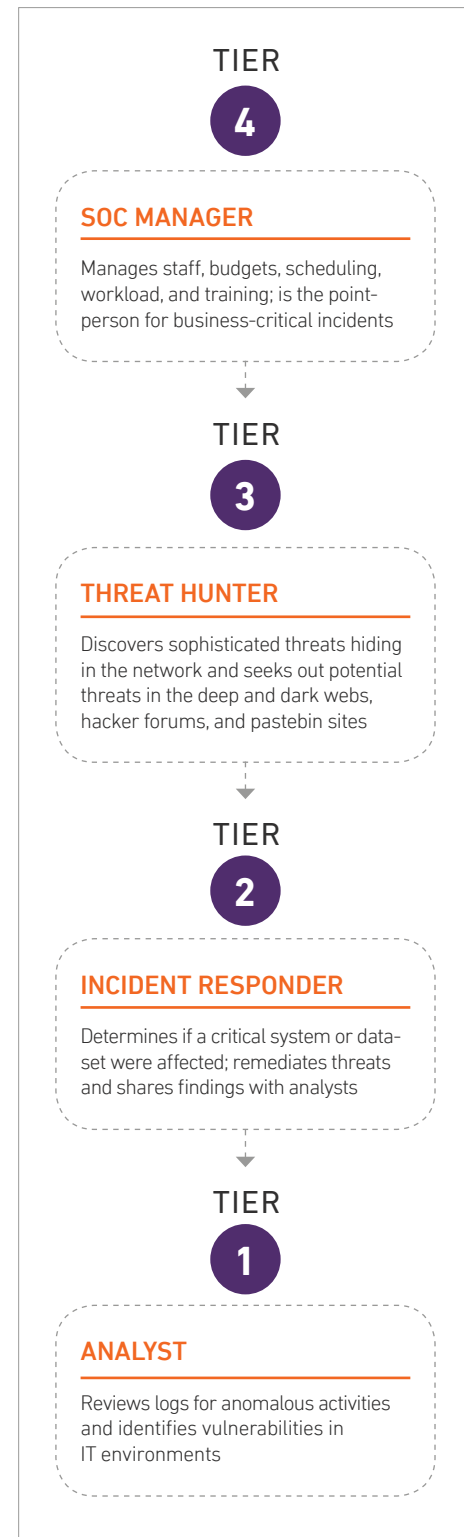 TIER
4
SOC MANAGER
Manages staff, budgets, scheduling,
workload, and training; is the point-
person for business-critical incidents
TIER
3
THREAT HUNTER
Discovers sophisticated threats hiding
in the network and seeks out potential
threats in the deep and dark webs,
hacker forums, and pastebin sites
TIER
2
INCIDENT RESPONDER
Determines if a critical system or data-
set were affected; remediates threats
and shares findings with analysts
TIER
1
ANALYST
Reviews logs for anomalous activities
and identifies vulnerabilities in
IT environments